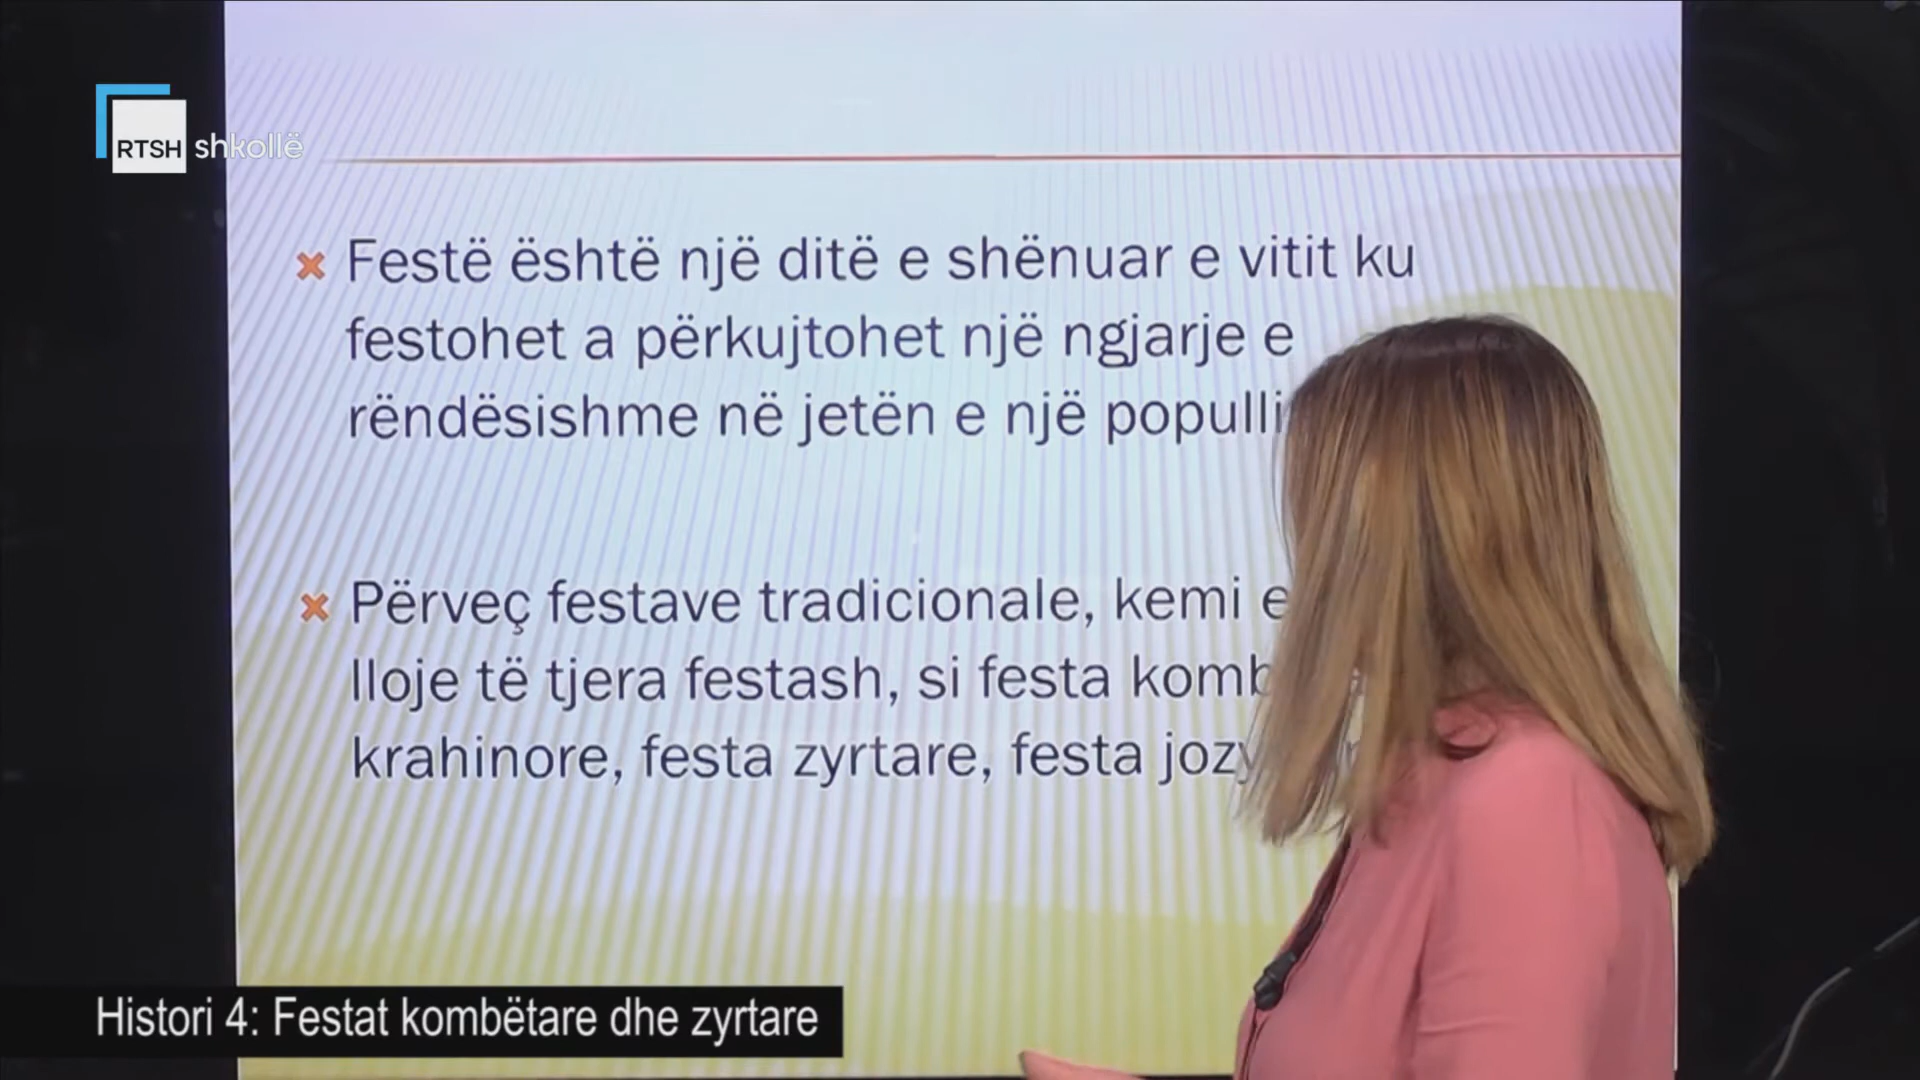 RTSH shkollë
Festë është një ditë e shënuar e vitit ku
festohet a përkujtohet një ngjarje e
rëndësishme në jetën e një
Përveç festave tradicionale, kemi
lloje të tjera festash, si festa
krahinore, festa zyrtare, festa
Histori 4: Festat kombëtare dhe zyrtare